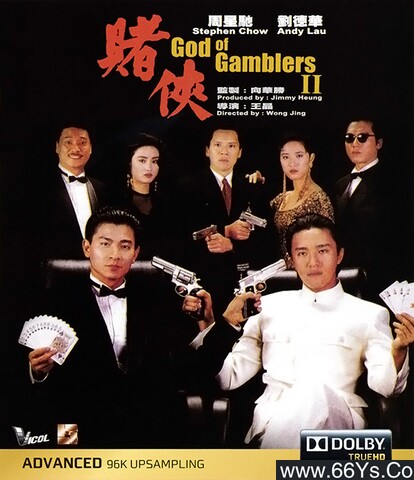 周星馳 劉德華
Stephen Chow Andy Lau
賭俠
God of
Gamblers
II
監製：向華勝
Produced by : Jimmy Heung
導演：王晶
Directed by : Wong Jing
VICOL
DOLBY
TRUEHD
ADVANCED 96K UPSAMPLING
www.66Ys.Co